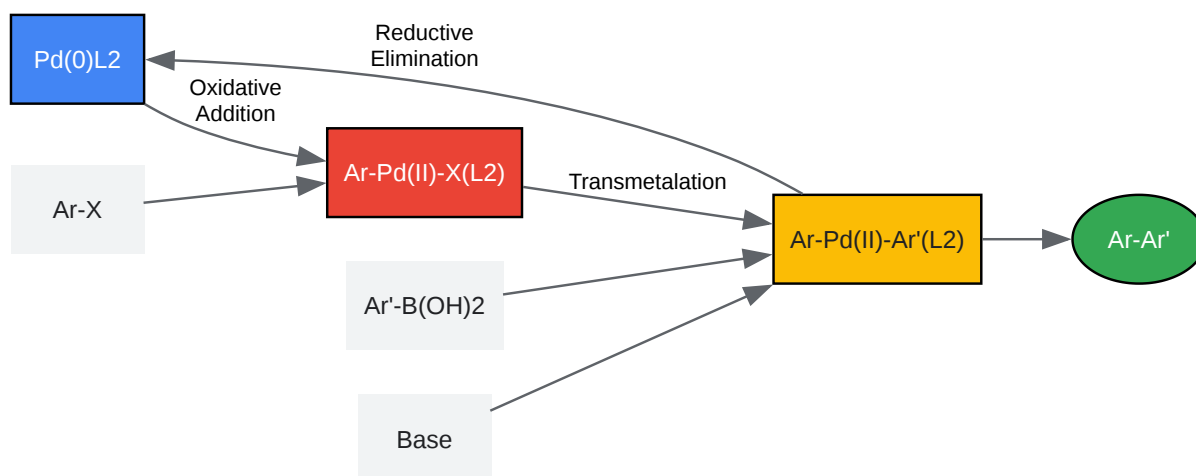 Pd(0)L2
Reductive
Elimination
Oxidative
Addition
Ar-Pd(II)-X(L2)
Transmetalation
Ar-X
Ar-Pd(II)-Ar'(L2)
Ar-Ar'
Ar'-B(OH)2
Base